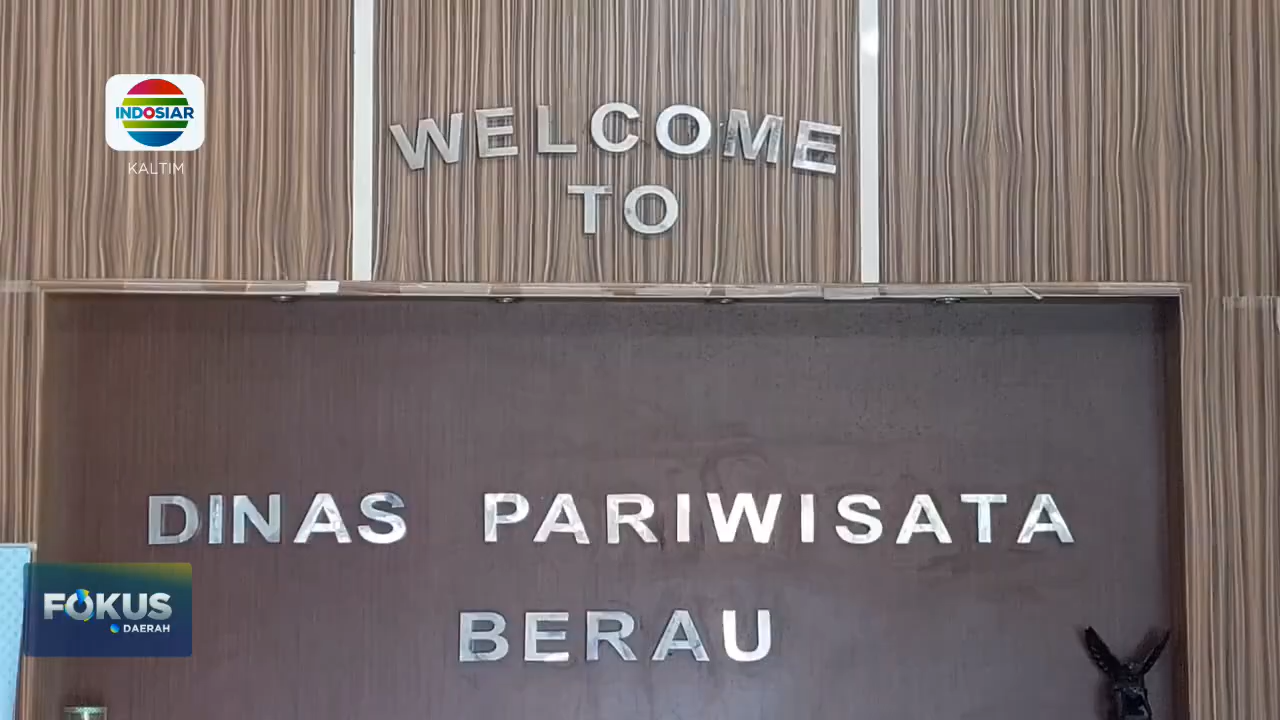 INDOSIAR
KALTIM
WELCOME
TO
DINAS PARIWISATA
BERAU
FOKUS
DAERAH